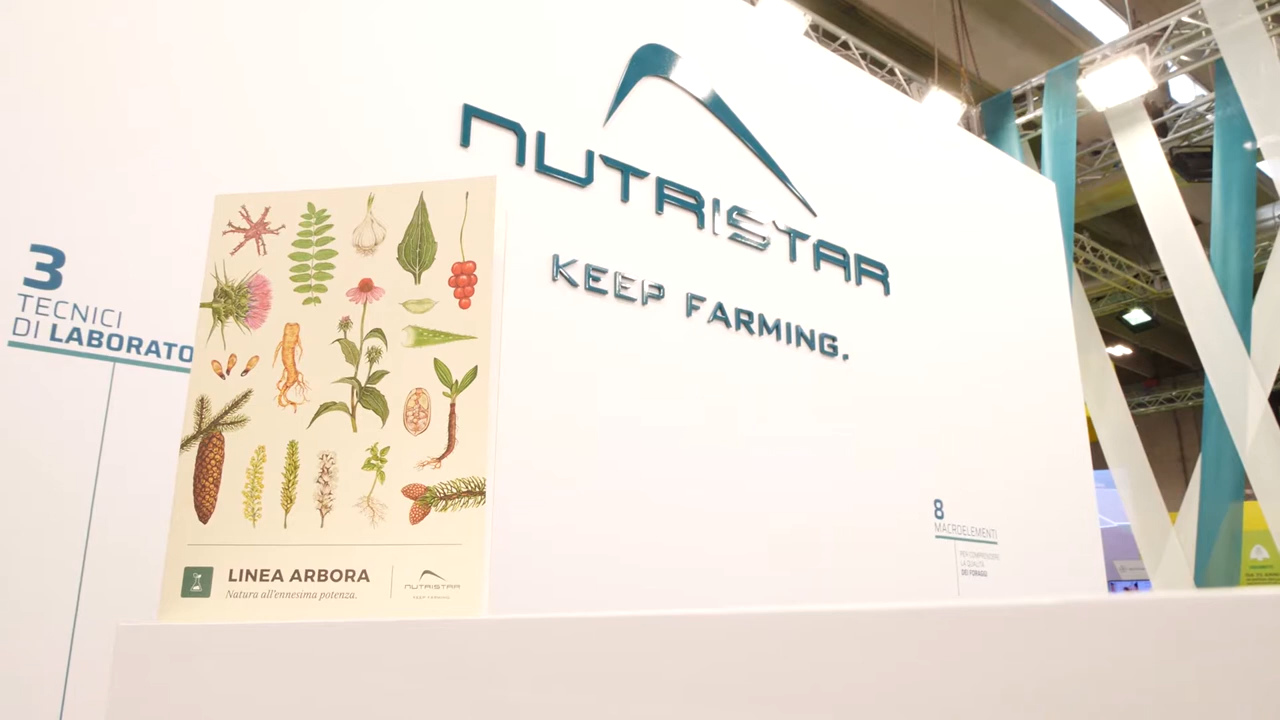 NUTRISTAR
KEEP FARMING.
3
TECNICI
DI LABORATO
LINEA ARBORA
Natura all'ennesima potenza.
NUTRISTAR
KEEP FARMING
8
MACROELEMENTI
PER COMPRENDERE
LA QUALITÀ
DEI FORAGGI